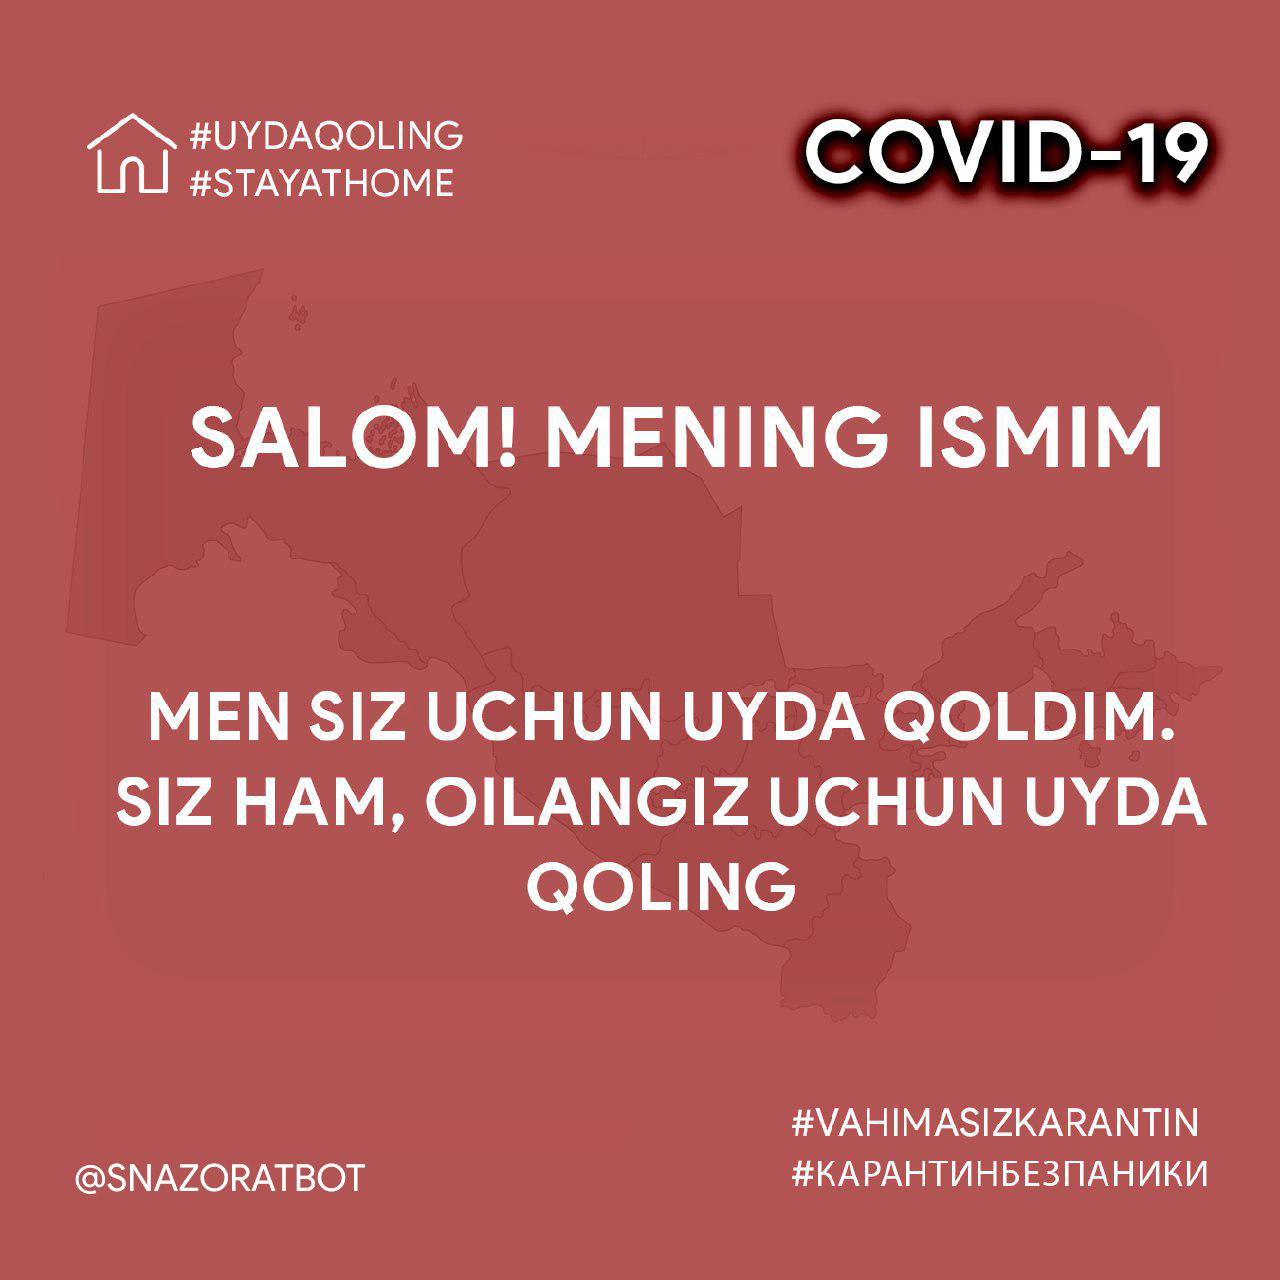 #UYDAQOLING
#STAYATHOME
COVID-19
SALOM! MENING ISMIM
MEN SIZ UCHUN UYDA QOLDIM.
SIZ HAM, OILANGIZ UCHUN UYDA
QOLING
#VAHIMASIZKARANTIN
#КАРАНТИНБЕЗПАНИКИ
@SNAZORATBOT